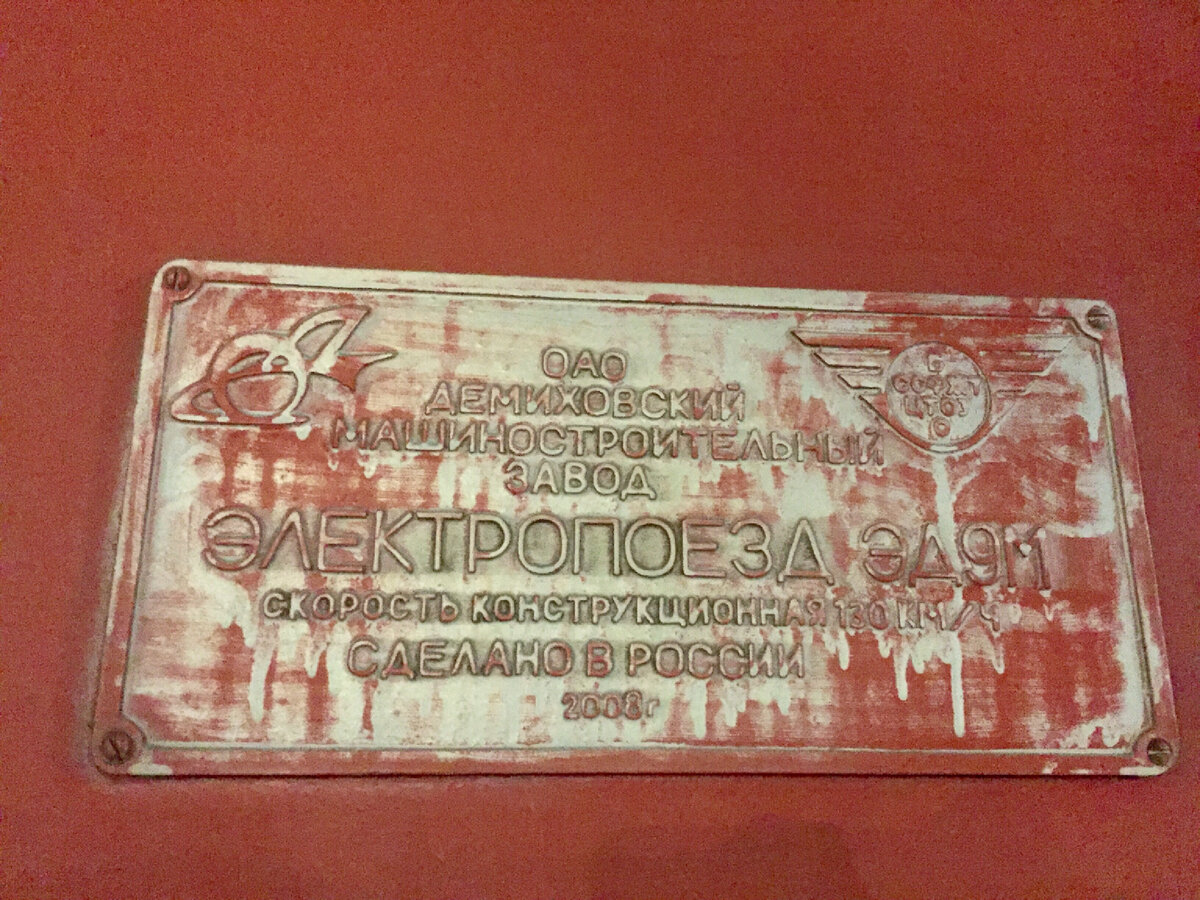 ОАО
ДЕМИХОВСКИЙ
МАШИНОСТРОИТЕЛЬНЫЙ
ЗАВОД
ЭЛЕКТРОПОЕЗД ЭД9М
СКОРОСТЬ КОНСТРУКЦИОННАЯ 130 КМ/Ч
СДЕЛАНО В РОССИИ
2008г